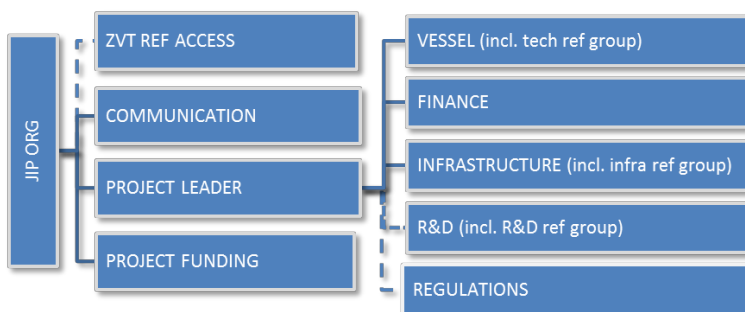 JIP ORG
ZVT REF ACCESS
COMMUNICATION
PROJECT LEADER
PROJECT FUNDING
VESSEL (incl. tech ref group)
FINANCE
INFRASTRUCTURE (incl. infra ref group)
R&D (incl. R&D ref group)
REGULATIONS